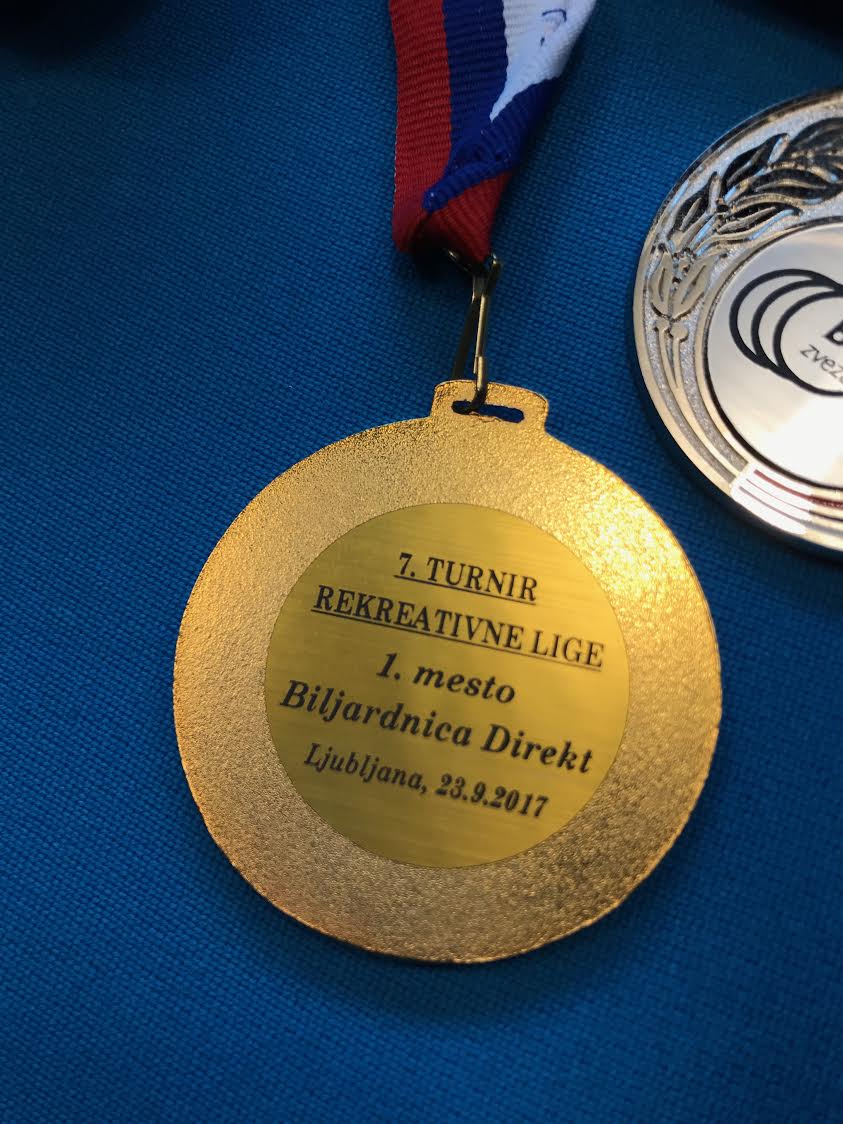 7. TURNIR
REKREATIVNE LIGE
1. mesto
Biljardnica Direkt
Ljubljana, 23.9.2017